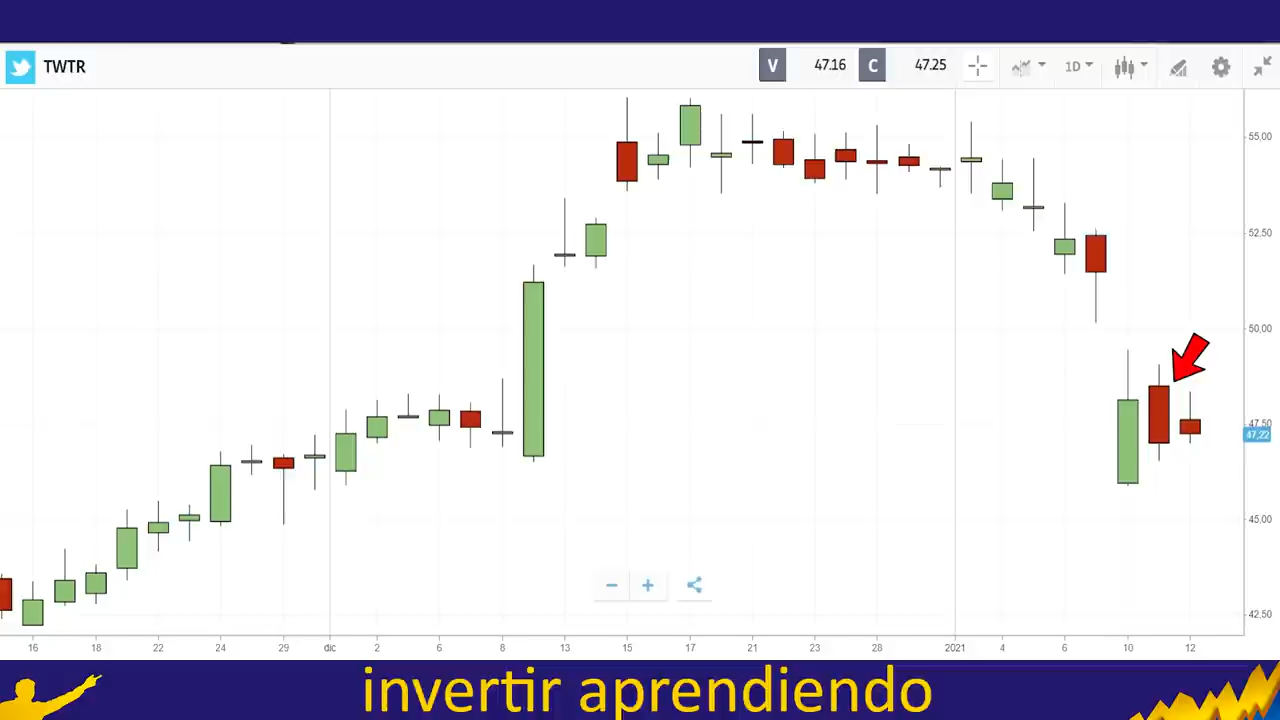 TWTR
V 47.16 C 47.25
1D
55,00
52,50
50,00
47,50
47,22
45,00
42,50
16 18 22 24 29 dic 2 6 8 13 15 17 21 23 28 2021 4 6 10 12
invertir aprendiendo